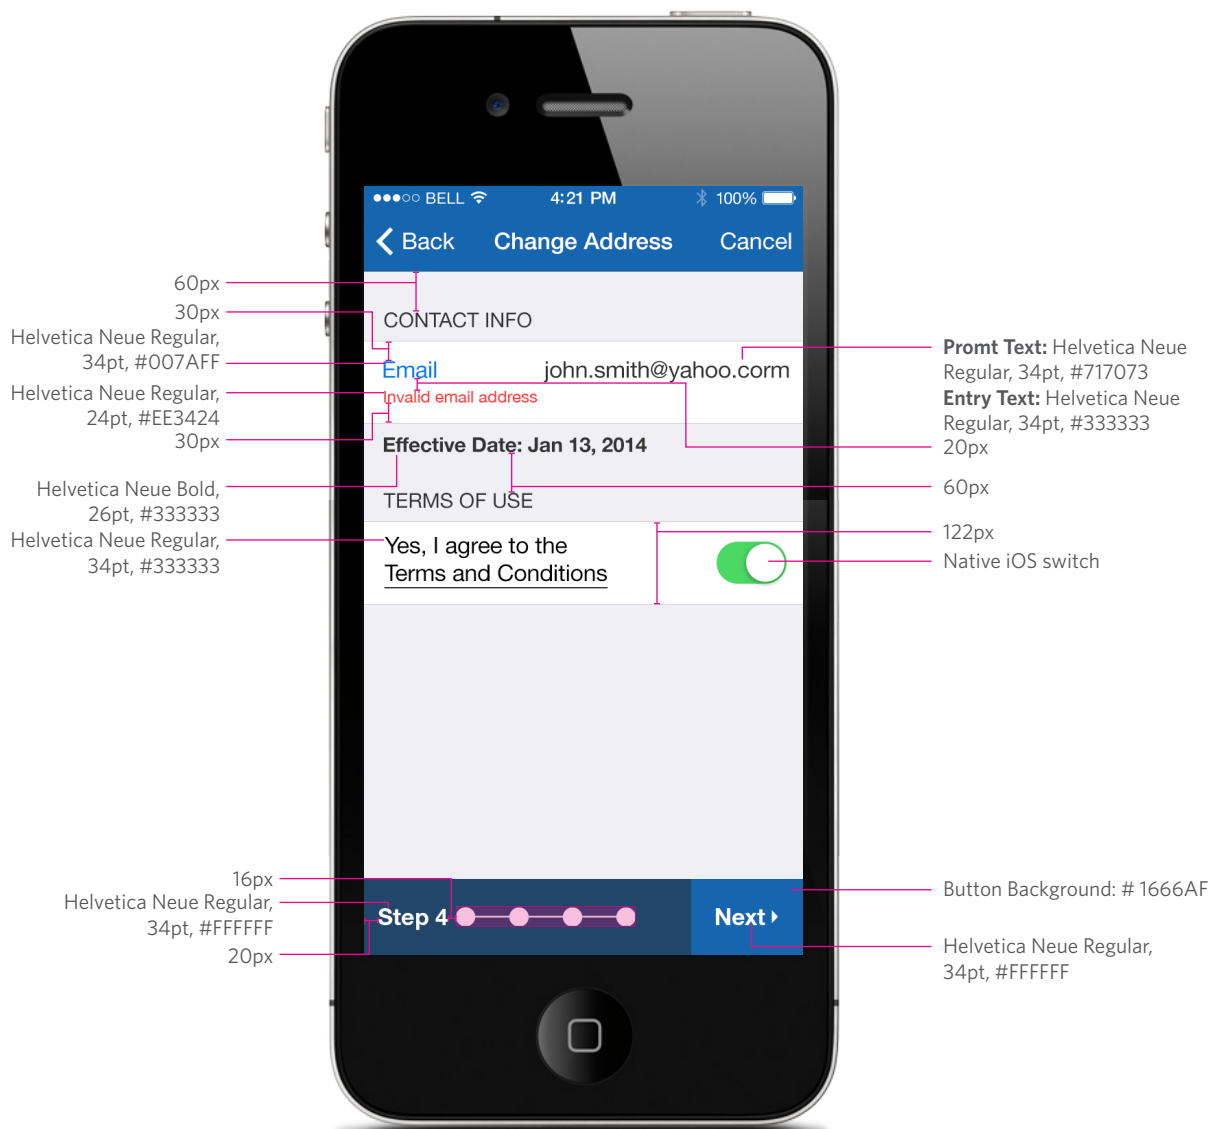 BELL 4:21 PM 100%
Back Change Address Cancel
60px
30px
CONTACT INFO
Helvetica Neue Regular,
34pt, #007AFF
Email john.smith@yahoo.corm
Promt Text: Helvetica Neue
Regular, 34pt, #717073
Entry Text: Helvetica Neue
Regular, 34pt, #333333
Helvetica Neue Regular,
24pt, #EE3424
Invalid email address
30px
20px
Effective Date: Jan 13, 2014
Helvetica Neue Bold,
26pt, #333333
60px
TERMS OF USE
Helvetica Neue Regular,
34pt, #333333
Yes, I agree to the
Terms and Conditions
122px
Native iOS switch
16px
Helvetica Neue Regular,
34pt, #FFFFFF
20px
Step 4
Next
Button Background: # 1666AF
Helvetica Neue Regular,
34pt, #FFFFFF